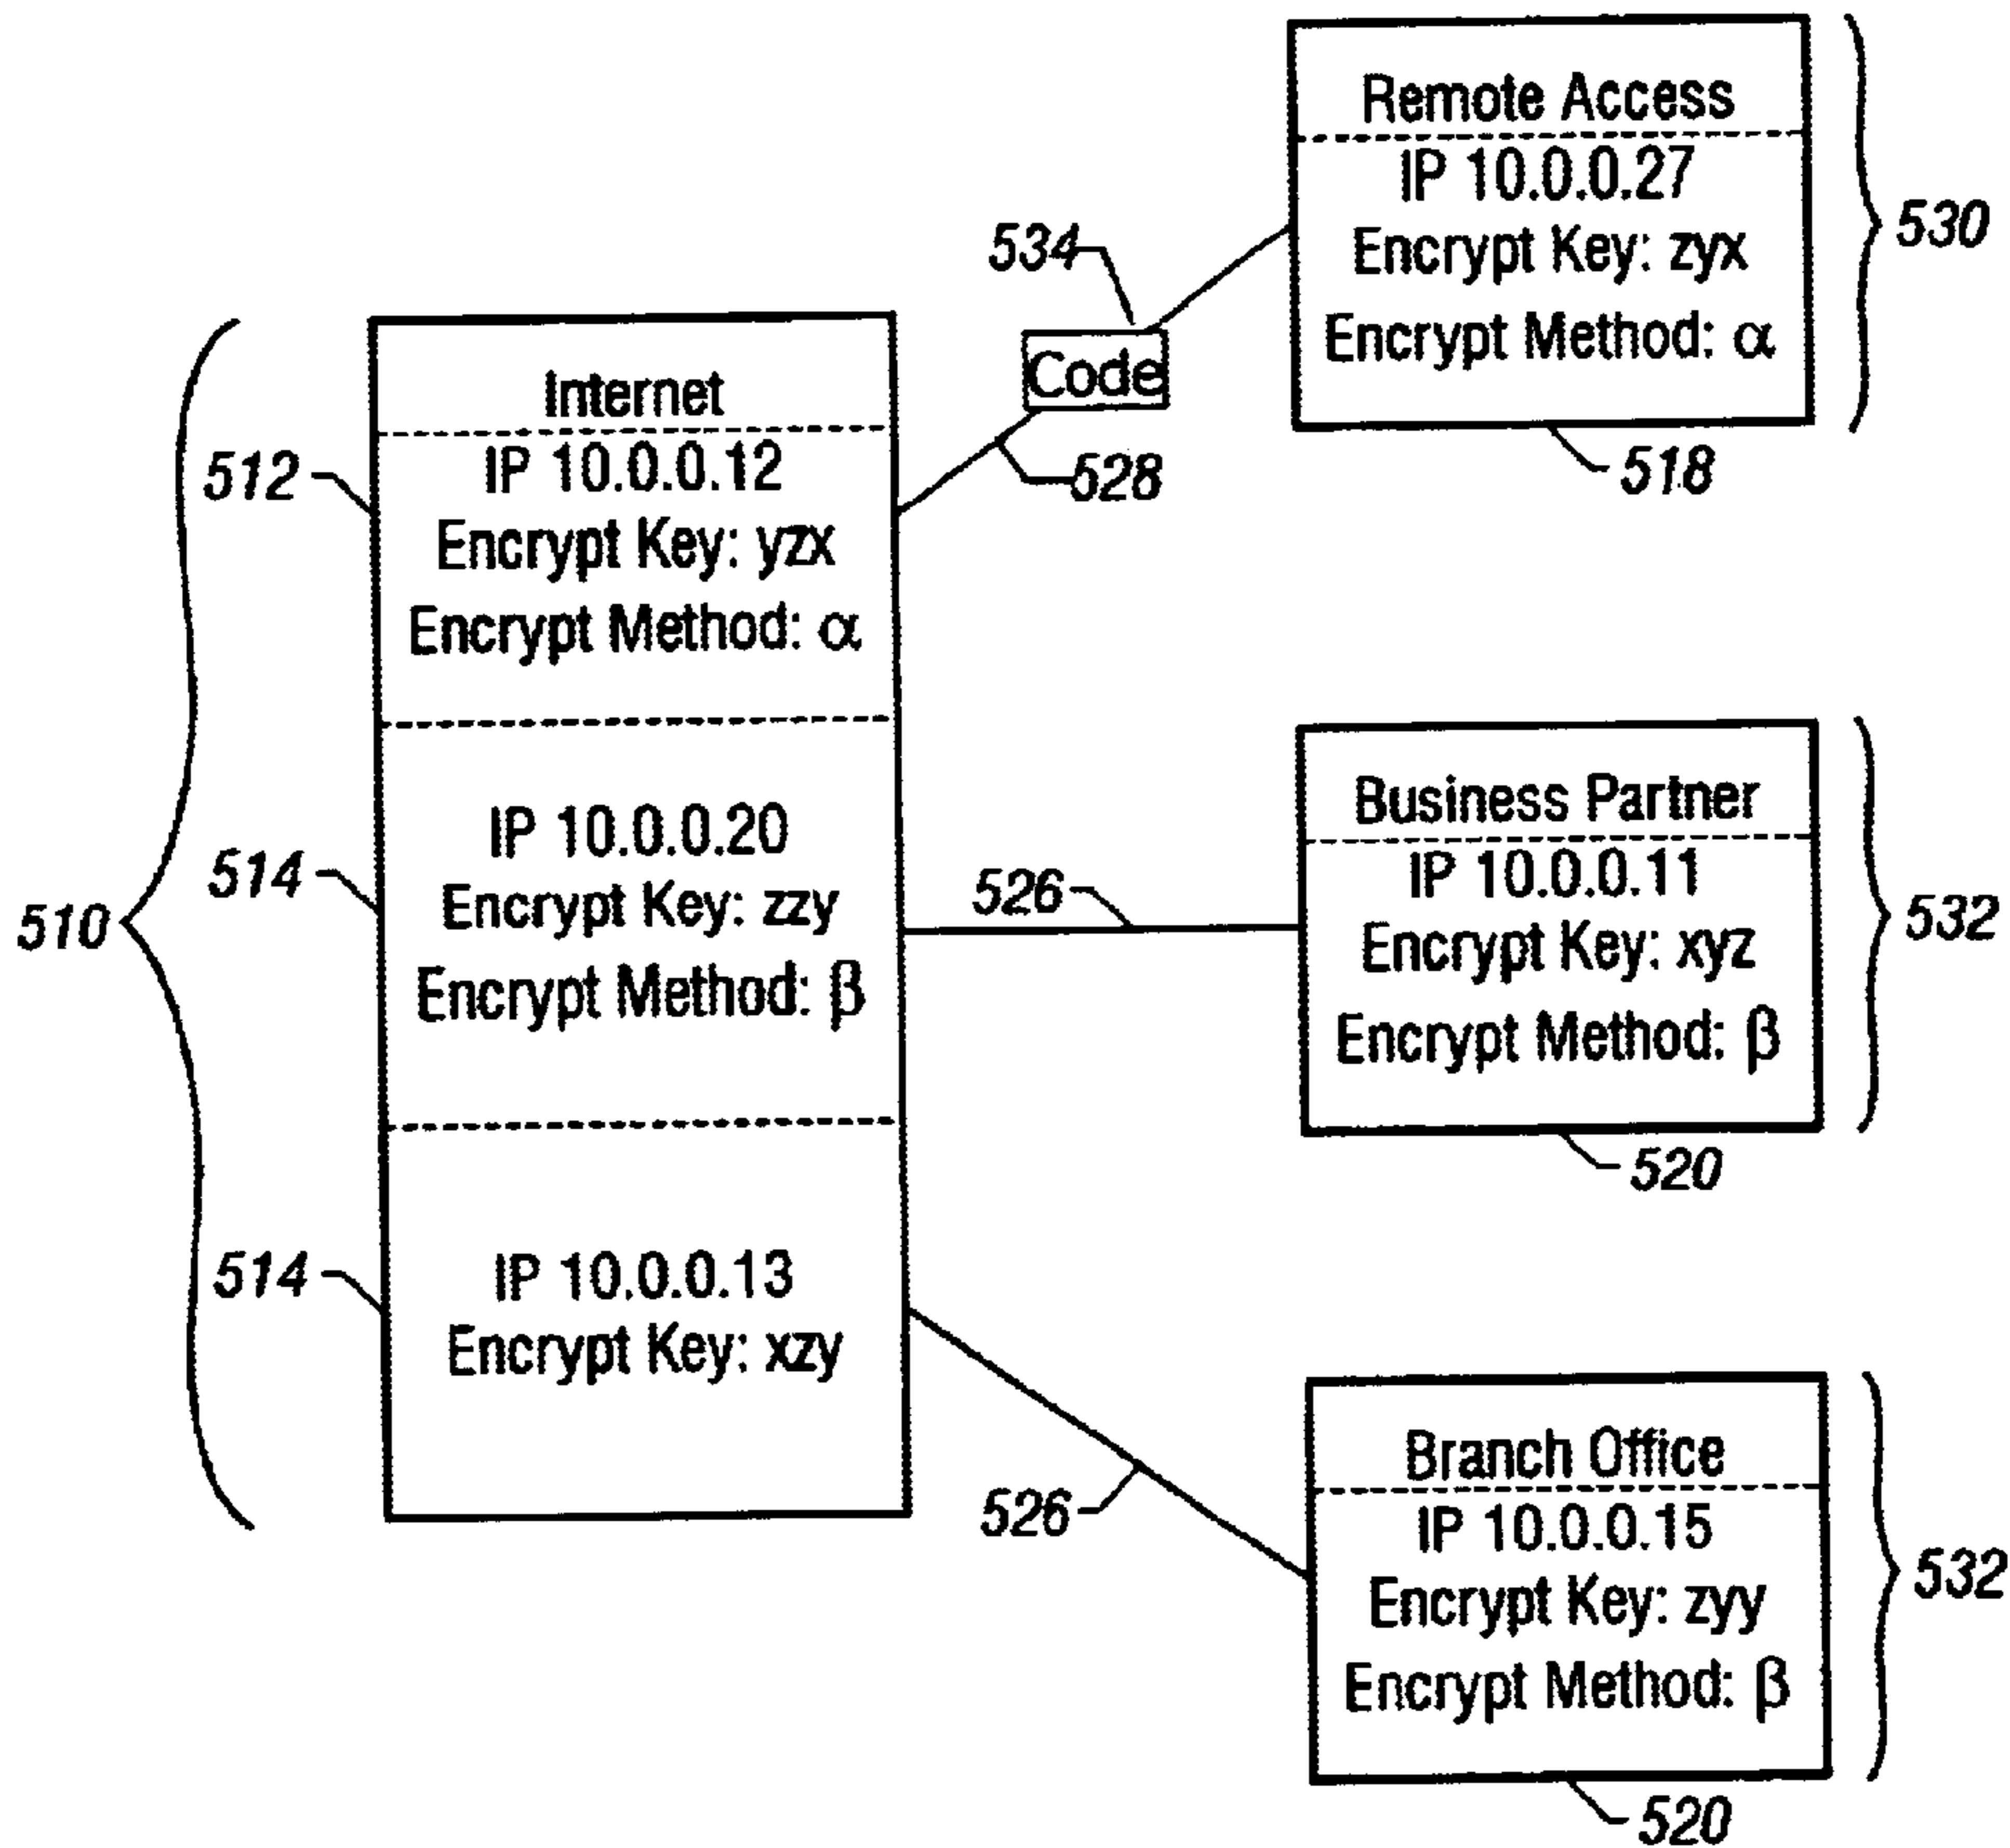 Remote Access
IP 10.0.0.27
Encrypt Key: zyx
Encrypt Method: α
530
518
534
Code
528
Internet
512
IP 10.0.0.12
Encrypt Key: yzx
Encrypt Method: α
510
514
IP 10.0.0.20
Encrypt Key: zzy
Encrypt Method: β
526
Business Partner
IP 10.0.0.11
Encrypt Key: xyz
Encrypt Method: β
532
520
514
IP 10.0.0.13
Encrypt Key: xzy
526
Branch Office
IP 10.0.0.15
Encrypt Key: zyy
Encrypt Method: β
532
520